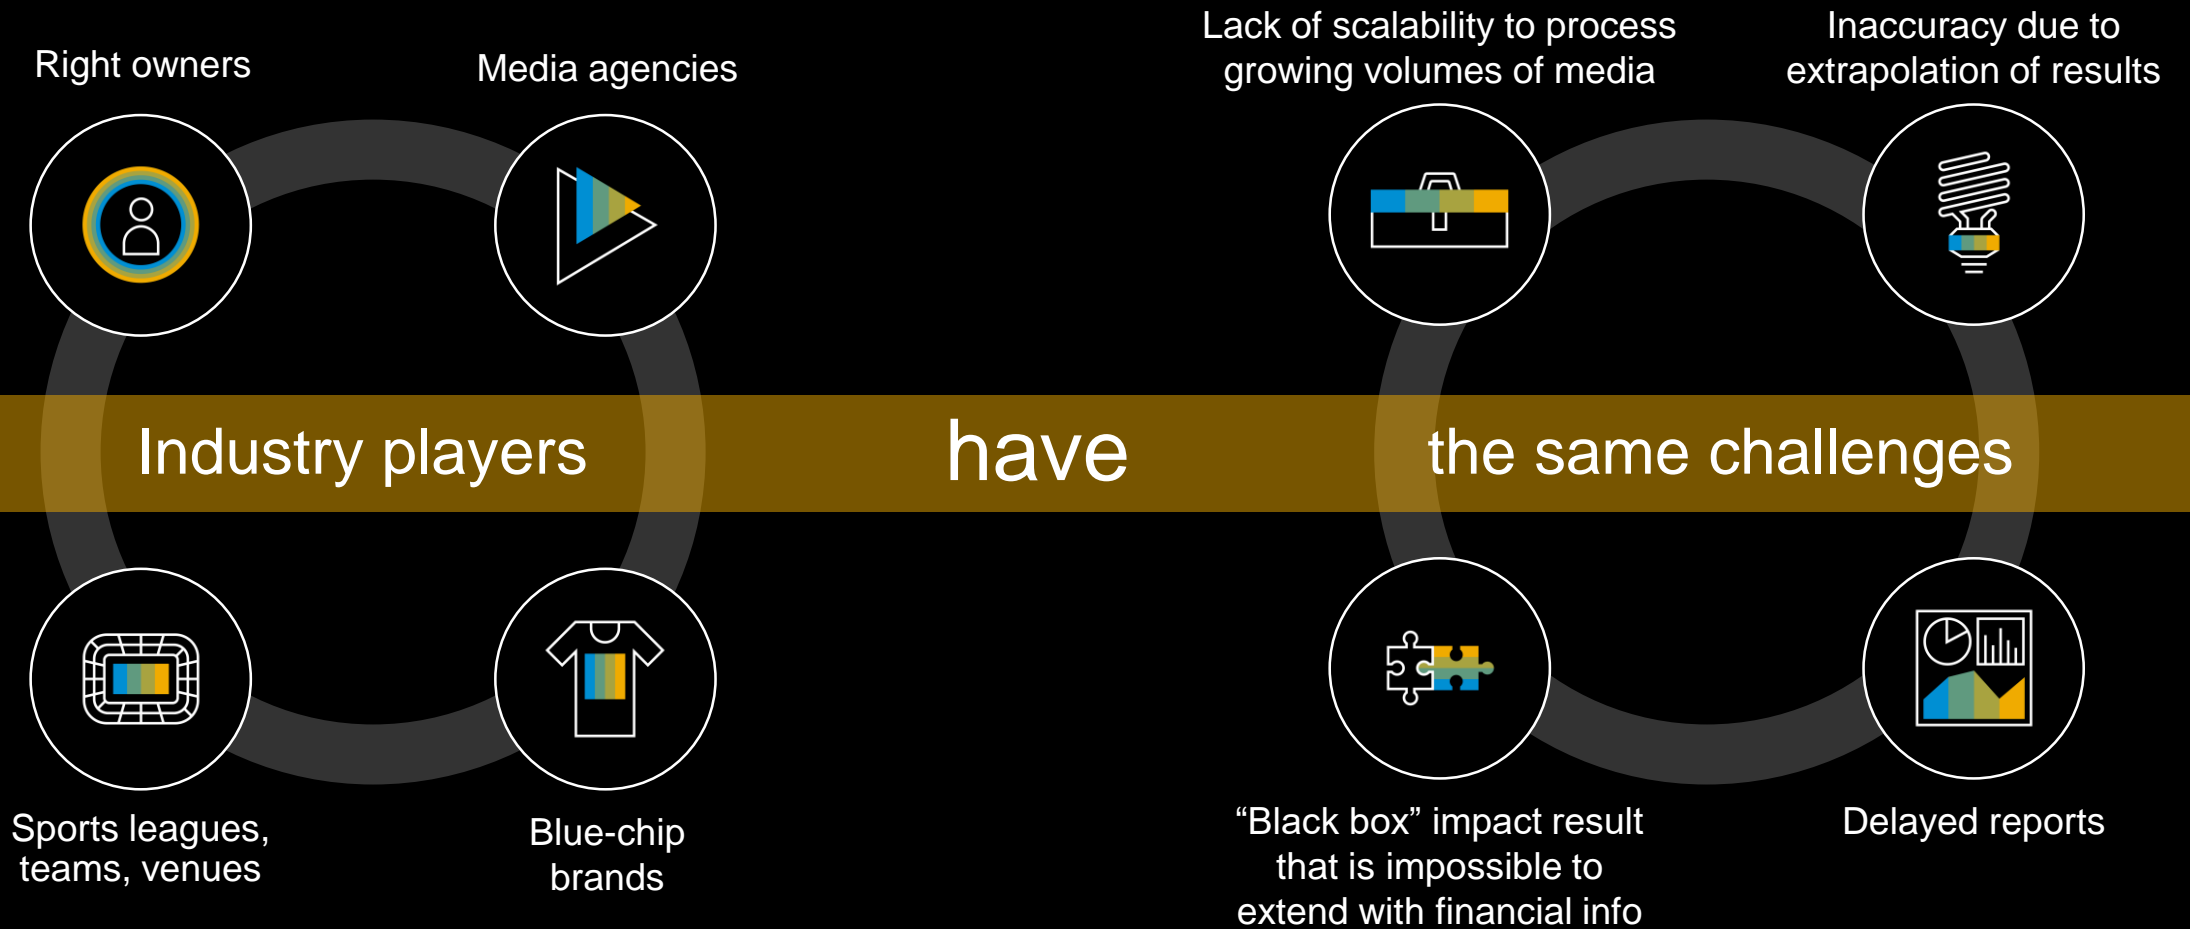 Right owners
Media agencies
Lack of scalability to process
growing volumes of media
Inaccuracy due to
extrapolation of results
Industry players
have
the same challenges
Sports leagues,
teams, venues
Blue-chip
brands
“Black box” impact result
that is impossible to
extend with financial info
Delayed reports